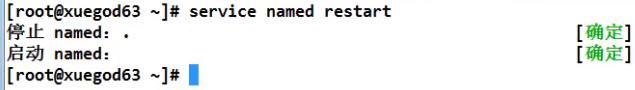 [root@xuegod63 ~]# service named restart
停止 named：. [确定]
启动 named： [确定]
[root@xuegod63 ~]#